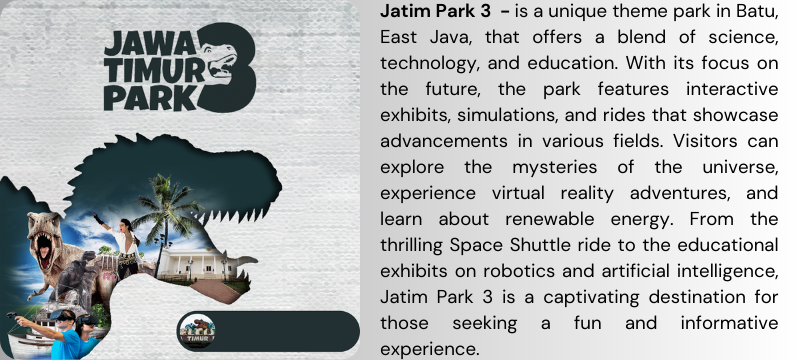 JAWA
TIMUR
PARK 3
Jatim Park 3 - is a unique theme park in Batu,
East Java, that offers a blend of science,
technology, and education. With its focus on
the future, the park features interactive
exhibits, simulations, and rides that showcase
advancements in various fields. Visitors can
explore the mysteries of the universe,
experience virtual reality adventures, and
learn about renewable energy. From the
thrilling Space Shuttle ride to the educational
exhibits on robotics and artificial intelligence,
Jatim Park 3 is a captivating destination for
those seeking a fun and informative
experience.
TIMUR